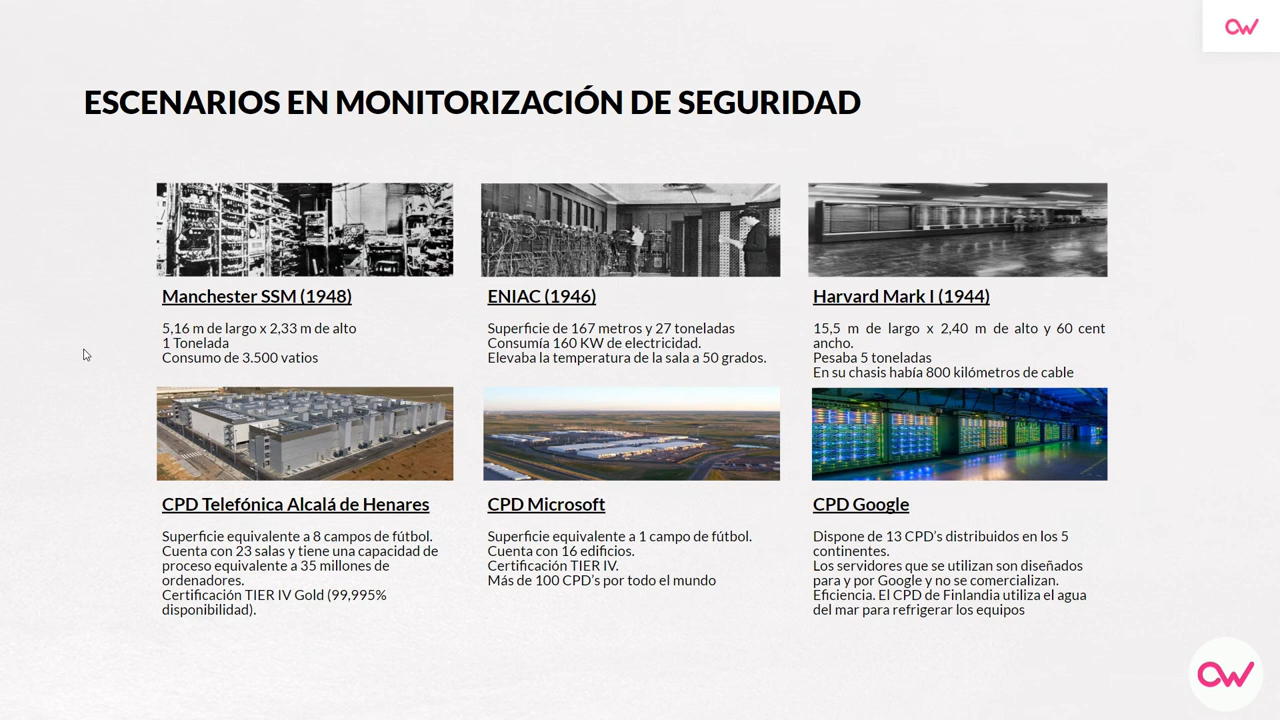 CW
ESCENARIOS EN MONITORIZACIÓN DE SEGURIDAD
Manchester SSM (1948)
5,16 m de largo x 2,33 m de alto
1 Tonelada
Consumo de 3.500 vatios
ENIAC (1946)
Superficie de 167 metros y 27 toneladas
Consumía 160 KW de electricidad.
Elevaba la temperatura de la sala a 50 grados.
Harvard Mark I (1944)
15,5 m de largo x 2,40 m de alto y 60 cent
ancho.
Pesaba 5 toneladas
En su chasis había 800 kilómetros de cable
CPD Telefónica Alcalá de Henares
Superficie equivalente a 8 campos de fútbol.
Cuenta con 23 salas y tiene una capacidad de
proceso equivalente a 35 millones de
ordenadores.
Certificación TIER IV Gold (99,995%
disponibilidad).
CPD Microsoft
Superficie equivalente a 1 campo de fútbol.
Cuenta con 16 edificios.
Certificación TIER IV.
Más de 100 CPD's por todo el mundo
CPD Google
Dispone de 13 CPD's distribuidos en los 5
continentes.
Los servidores que se utilizan son diseñados
para y por Google y no se comercializan.
Eficiencia. El CPD de Finlandia utiliza el agua
del mar para refrigerar los equipos
CW